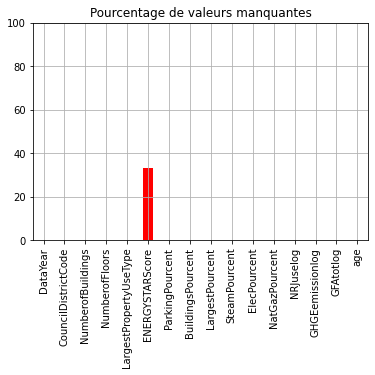 Pourcentage de valeurs manquantes
100
80
60
40
20
0
DataYear
CouncilDistrictCode
NumberofBuildings
NumberofFloors
LargestPropertyUseType
ENERGYSTARScore
ParkingPourcent
BuildingsPourcent
LargestPourcent
SteamPourcent
ElecPourcent
NatGazPourcent
NRJuselog
GHGEemissionlog
GFAtotlog
age